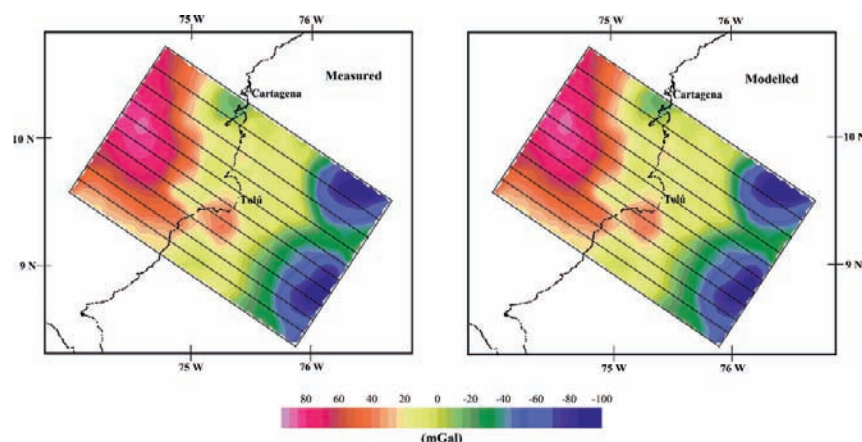 75 W 76 W 75 W 76 W
Measured Modelled
Cartagena Cartagena
10 N 10 N
Tolú Tolú
9 N 9 N
75 W 76 W 75 W 76 W
80 60 40 20 0 -20 -40 -60 -80 -100
(mGal)